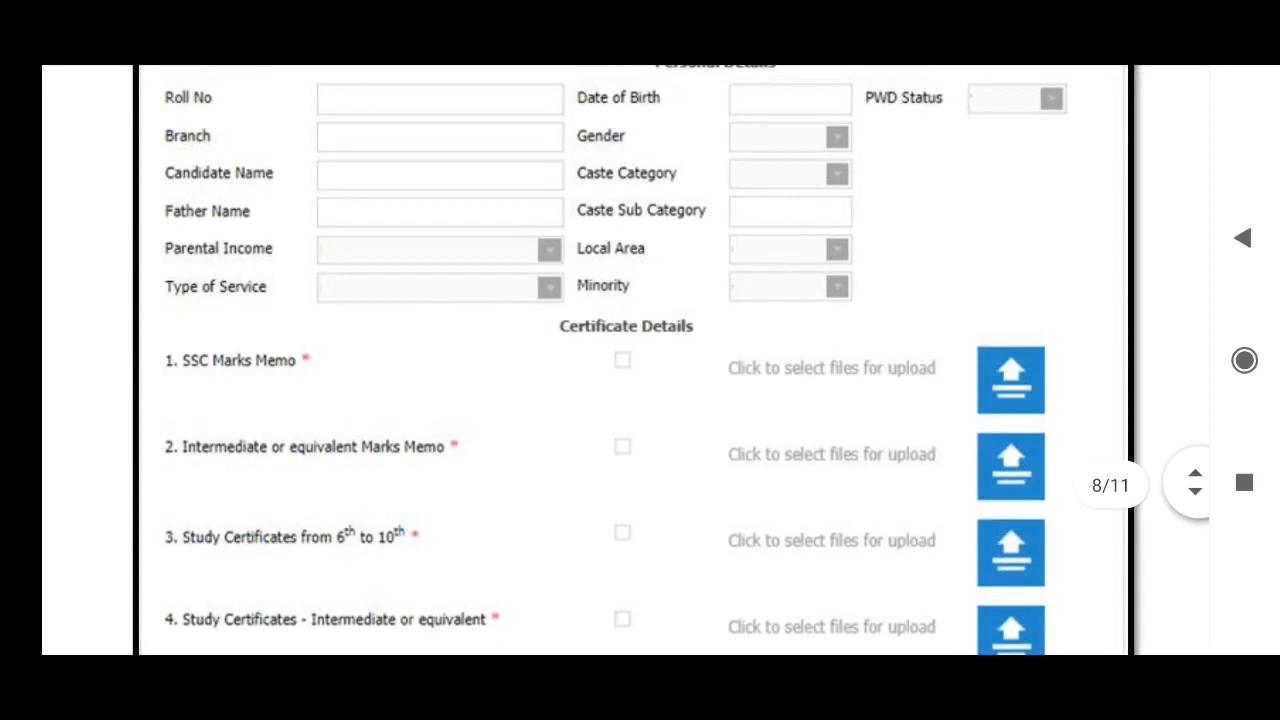 Personal Details
Roll No Date of Birth PWD Status
Branch Gender
Candidate Name Caste Category
Father Name Caste Sub Category
Parental Income Local Area
Type of Service Minority
Certificate Details
1. SSC Marks Memo * Click to select files for upload
2. Intermediate or equivalent Marks Memo * Click to select files for upload
3. Study Certificates from 6th to 10th * Click to select files for upload
4. Study Certificates - Intermediate or equivalent * Click to select files for upload
8/11